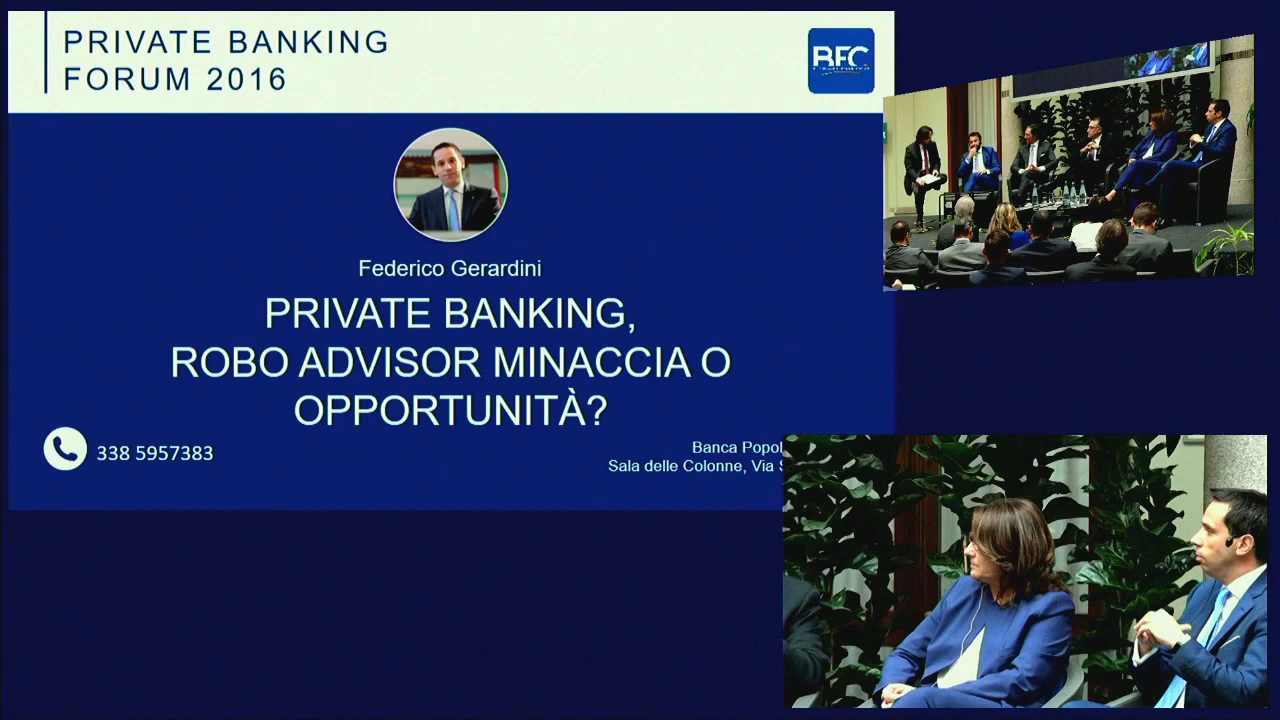 PRIVATE BANKING
FORUM 2016
BFC
Federico Gerardini
PRIVATE BANKING,
ROBO ADVISOR MINACCIA O
OPPORTUNITÀ?
338 5957383
Banca
Sala delle Colonne, Via